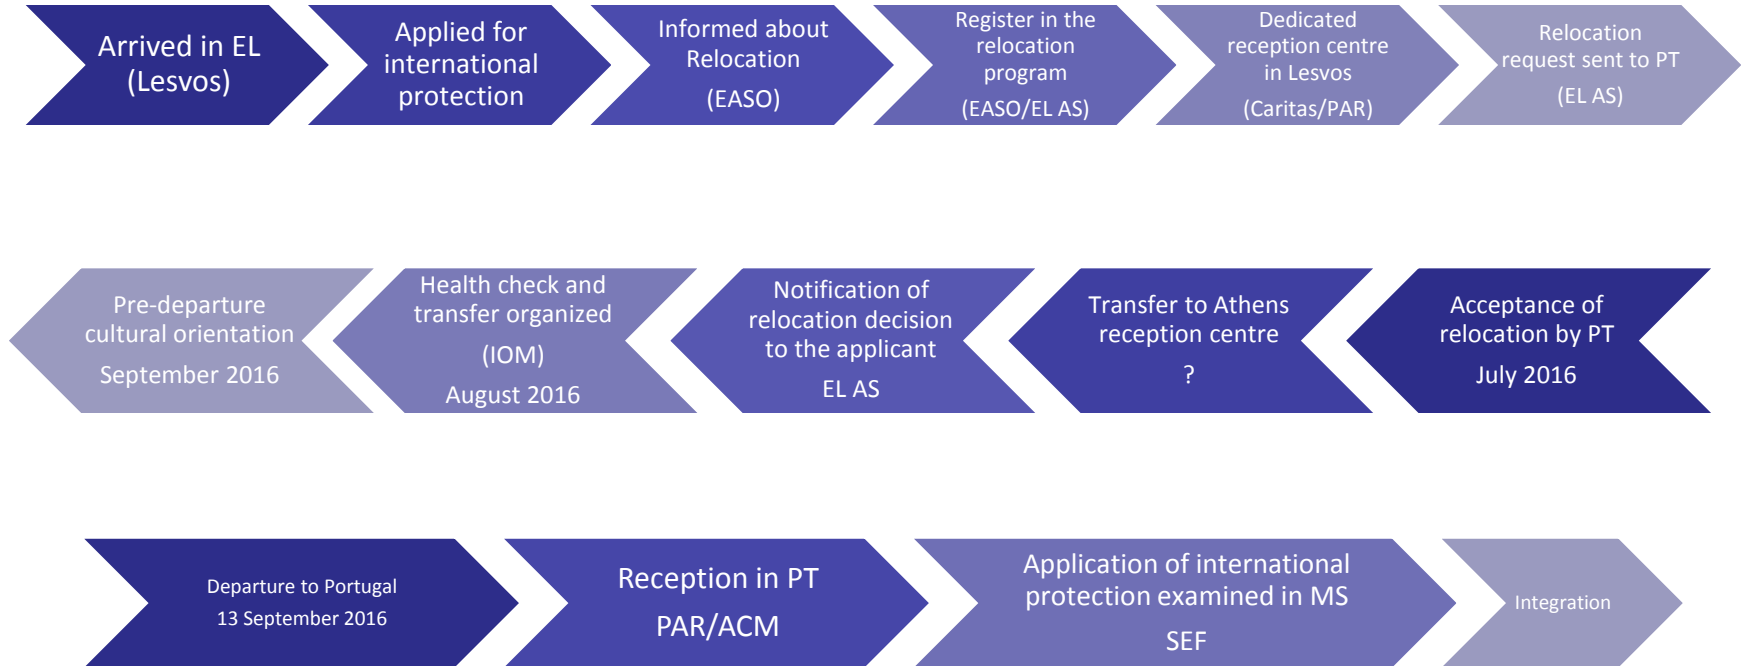 Arrived in EL
(Lesvos)
Applied for
international
protection
Informed about
Relocation
(EASO)
Register in the
relocation
program
(EASO/EL AS)
Dedicated
reception centre
in Lesvos
(Caritas/PAR)
Relocation
request sent to PT
(EL AS)
Pre-departure
cultural orientation
September 2016
Health check and
transfer organized
(IOM)
August 2016
Notification of
relocation decision
to the applicant
EL AS
Transfer to Athens
reception centre
?
Acceptance of
relocation by PT
July 2016
Departure to Portugal
13 September 2016
Reception in PT
PAR/ACM
Application of international
protection examined in MS
SEF
Integration